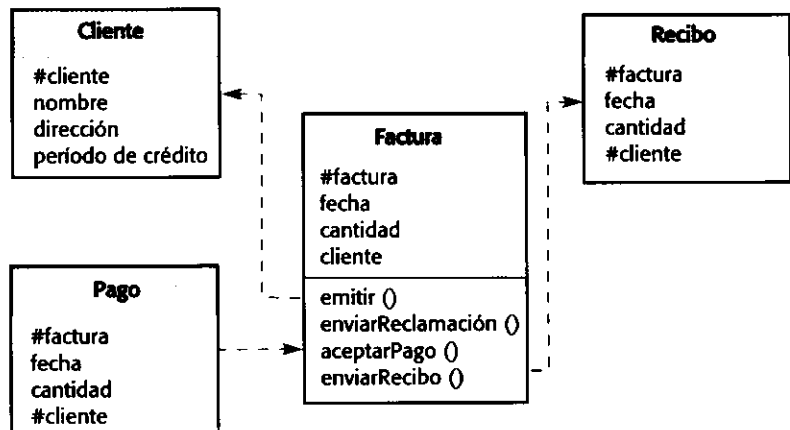 Cliente
#cliente
nombre
dirección
período de crédito
Factura
#factura
fecha
cantidad
cliente
emitir ()
enviarReclamación ()
aceptarPago ()
enviarRecibo ()
Recibo
#factura
fecha
cantidad
#cliente
Pago
#factura
fecha
cantidad
#cliente